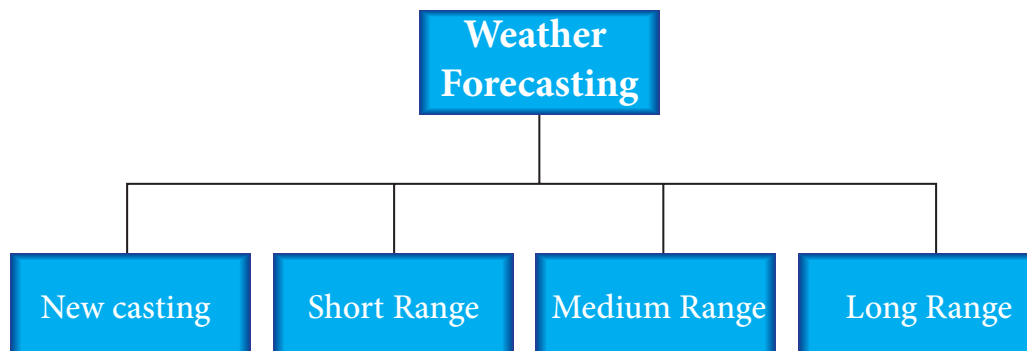 Weather
Forecasting
New casting
Short Range
Medium Range
Long Range